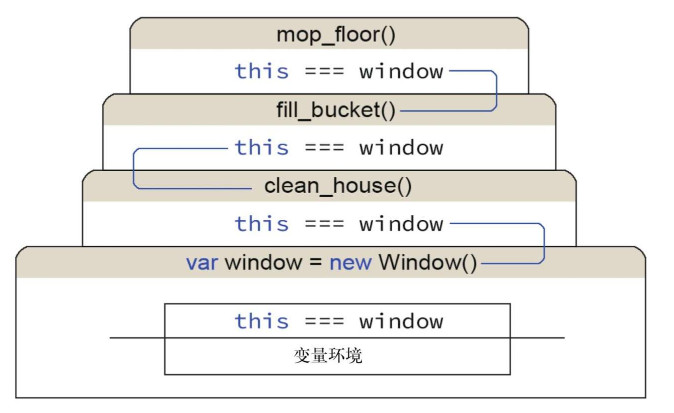 mop_floor()
this === window
fill_bucket()
this === window
clean_house()
this === window
var window = new Window()
this === window
变量环境